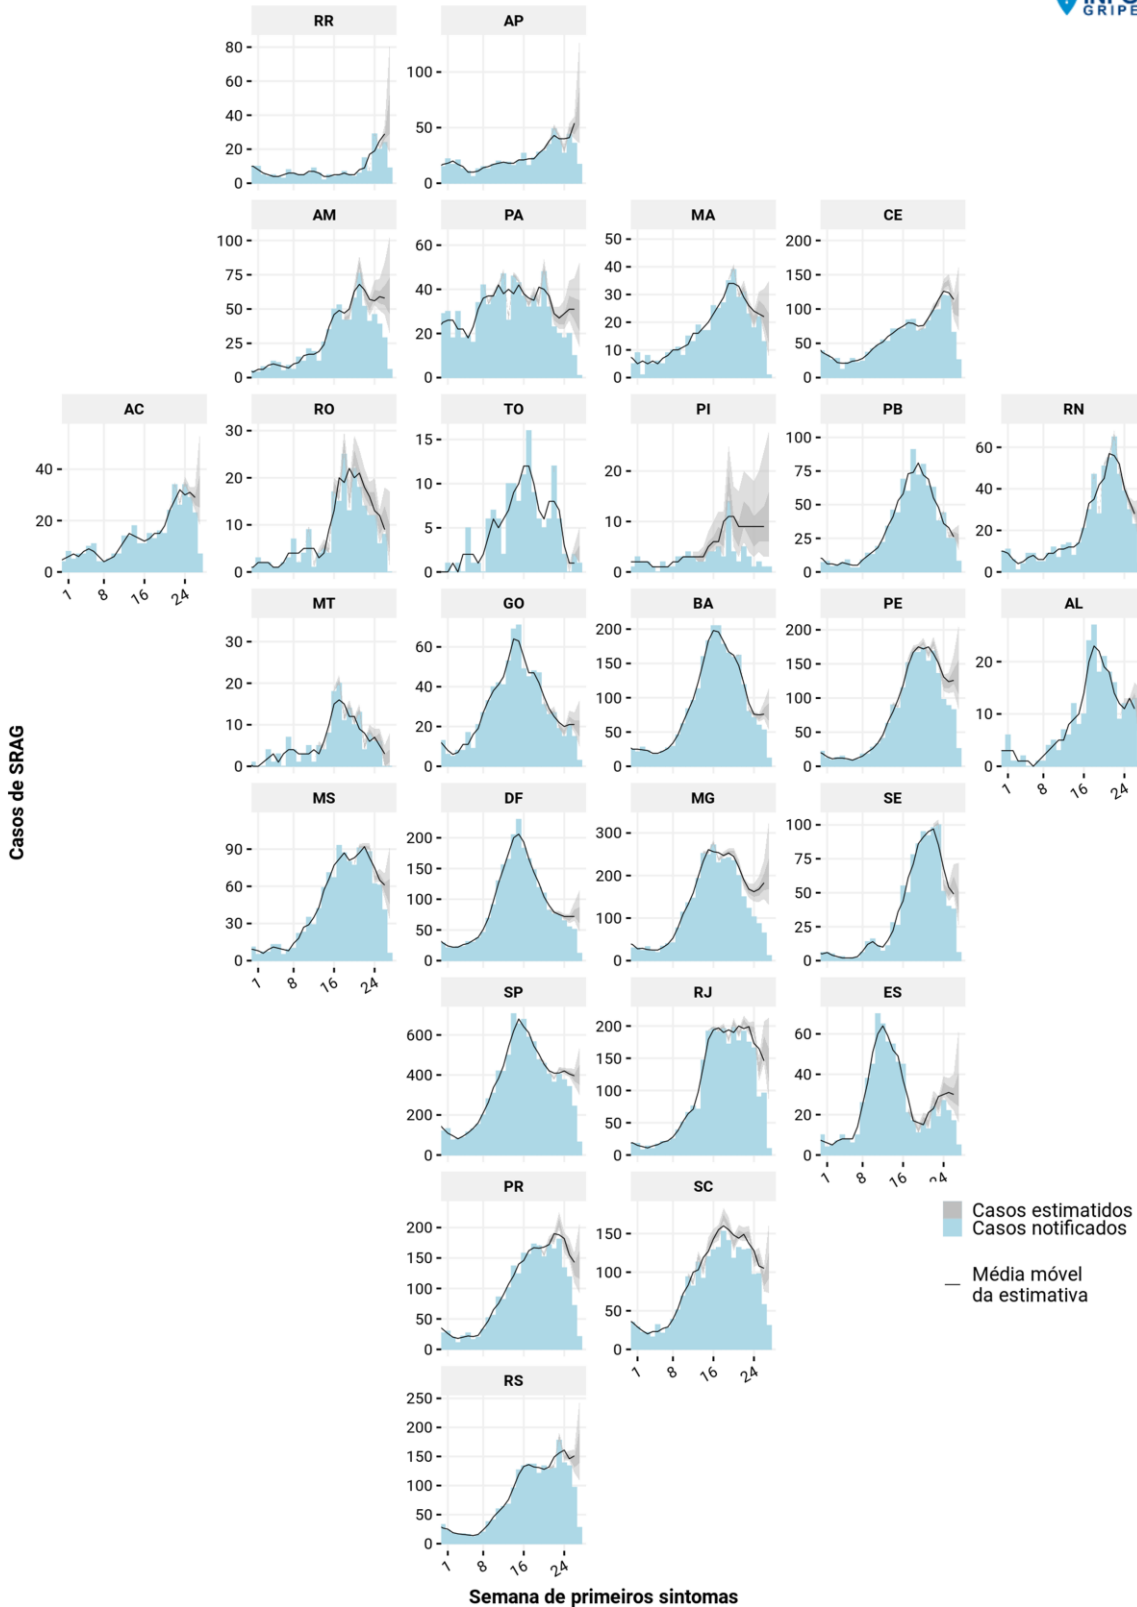 INFO
GRIPE
RR
AP
80
60
40
20
0
100
50
0
AM
PA
MA
CE
100
75
50
25
0
60
40
20
0
50
40
30
20
10
0
200
150
100
50
0
AC
RO
TO
PI
PB
RN
40
20
0
30
20
10
0
15
10
5
0
20
10
0
100
75
50
25
0
60
40
20
0
1 8 16 24
MT
GO
BA
PE
AL
30
20
10
0
60
40
20
0
200
150
100
50
0
200
150
100
50
0
20
10
0
1 8 16 24
MS
DF
MG
SE
90
60
30
0
200
150
100
50
0
300
200
100
0
100
75
50
25
0
1 8 16 24
SP
RJ
ES
600
400
200
0
200
150
100
50
0
60
40
20
0
1 8 16 24
PR
SC
200
150
100
50
0
150
100
50
0
1 8 16 24
RS
250
200
150
100
50
0
1 8 16 24
Casos de SRAG
Semana de primeiros sintomas
Casos estimatidos
Casos notificados
Média móvel
da estimativa